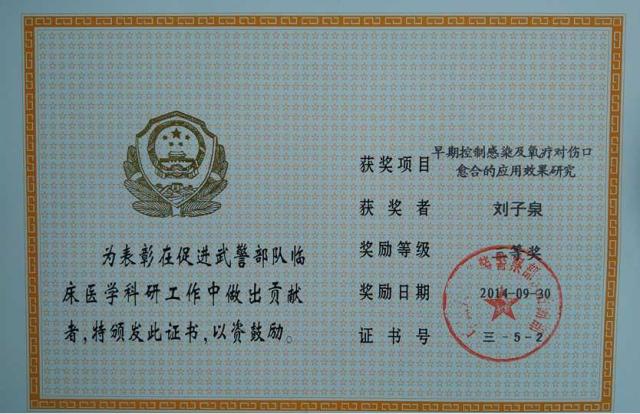 为表彰在促进武警部队临
床医学科研工作中做出贡献
者，特颁发此证书，以资鼓励。
获奖项目 早期控制感染及氧疗对伤口
愈合的应用效果研究
获奖者 刘子泉
奖励等级 二等奖
奖励日期 2014-09-30
证书号 三-5-2